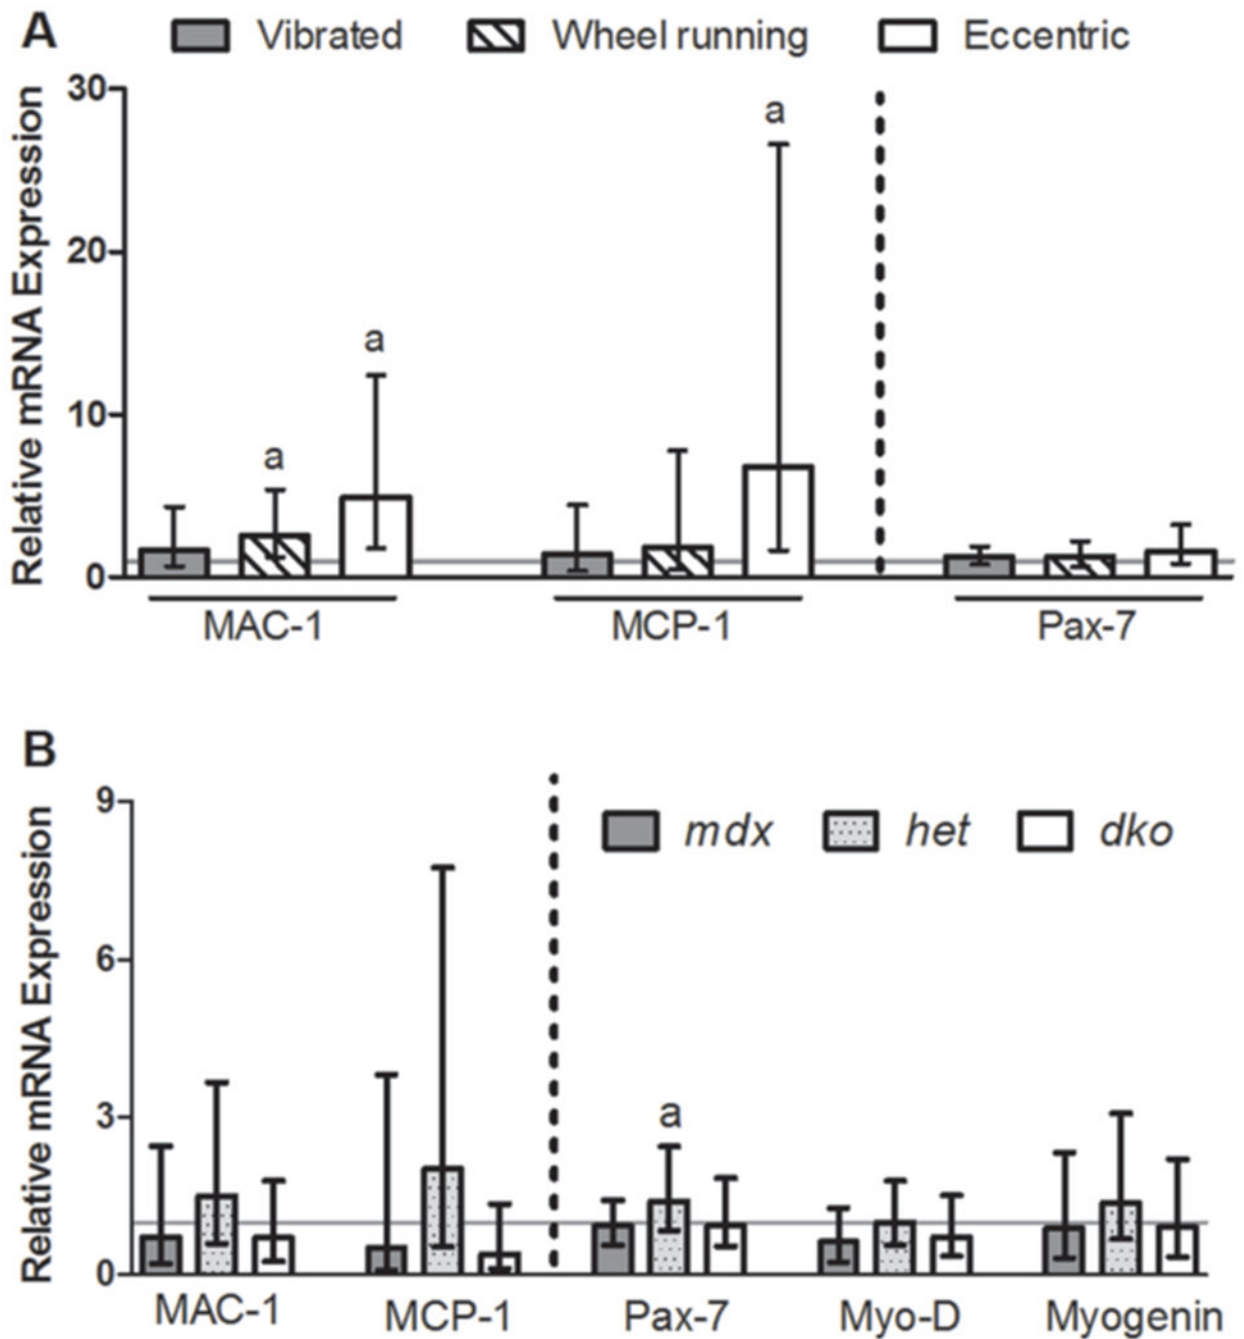 A
Vibrated Wheel running Eccentric
Relative mRNA Expression
30
20
10
0
a
a
a
MAC-1 MCP-1 Pax-7
B
mdx het dko
Relative mRNA Expression
9
6
3
0
a
MAC-1 MCP-1 Pax-7 Myo-D Myogenin